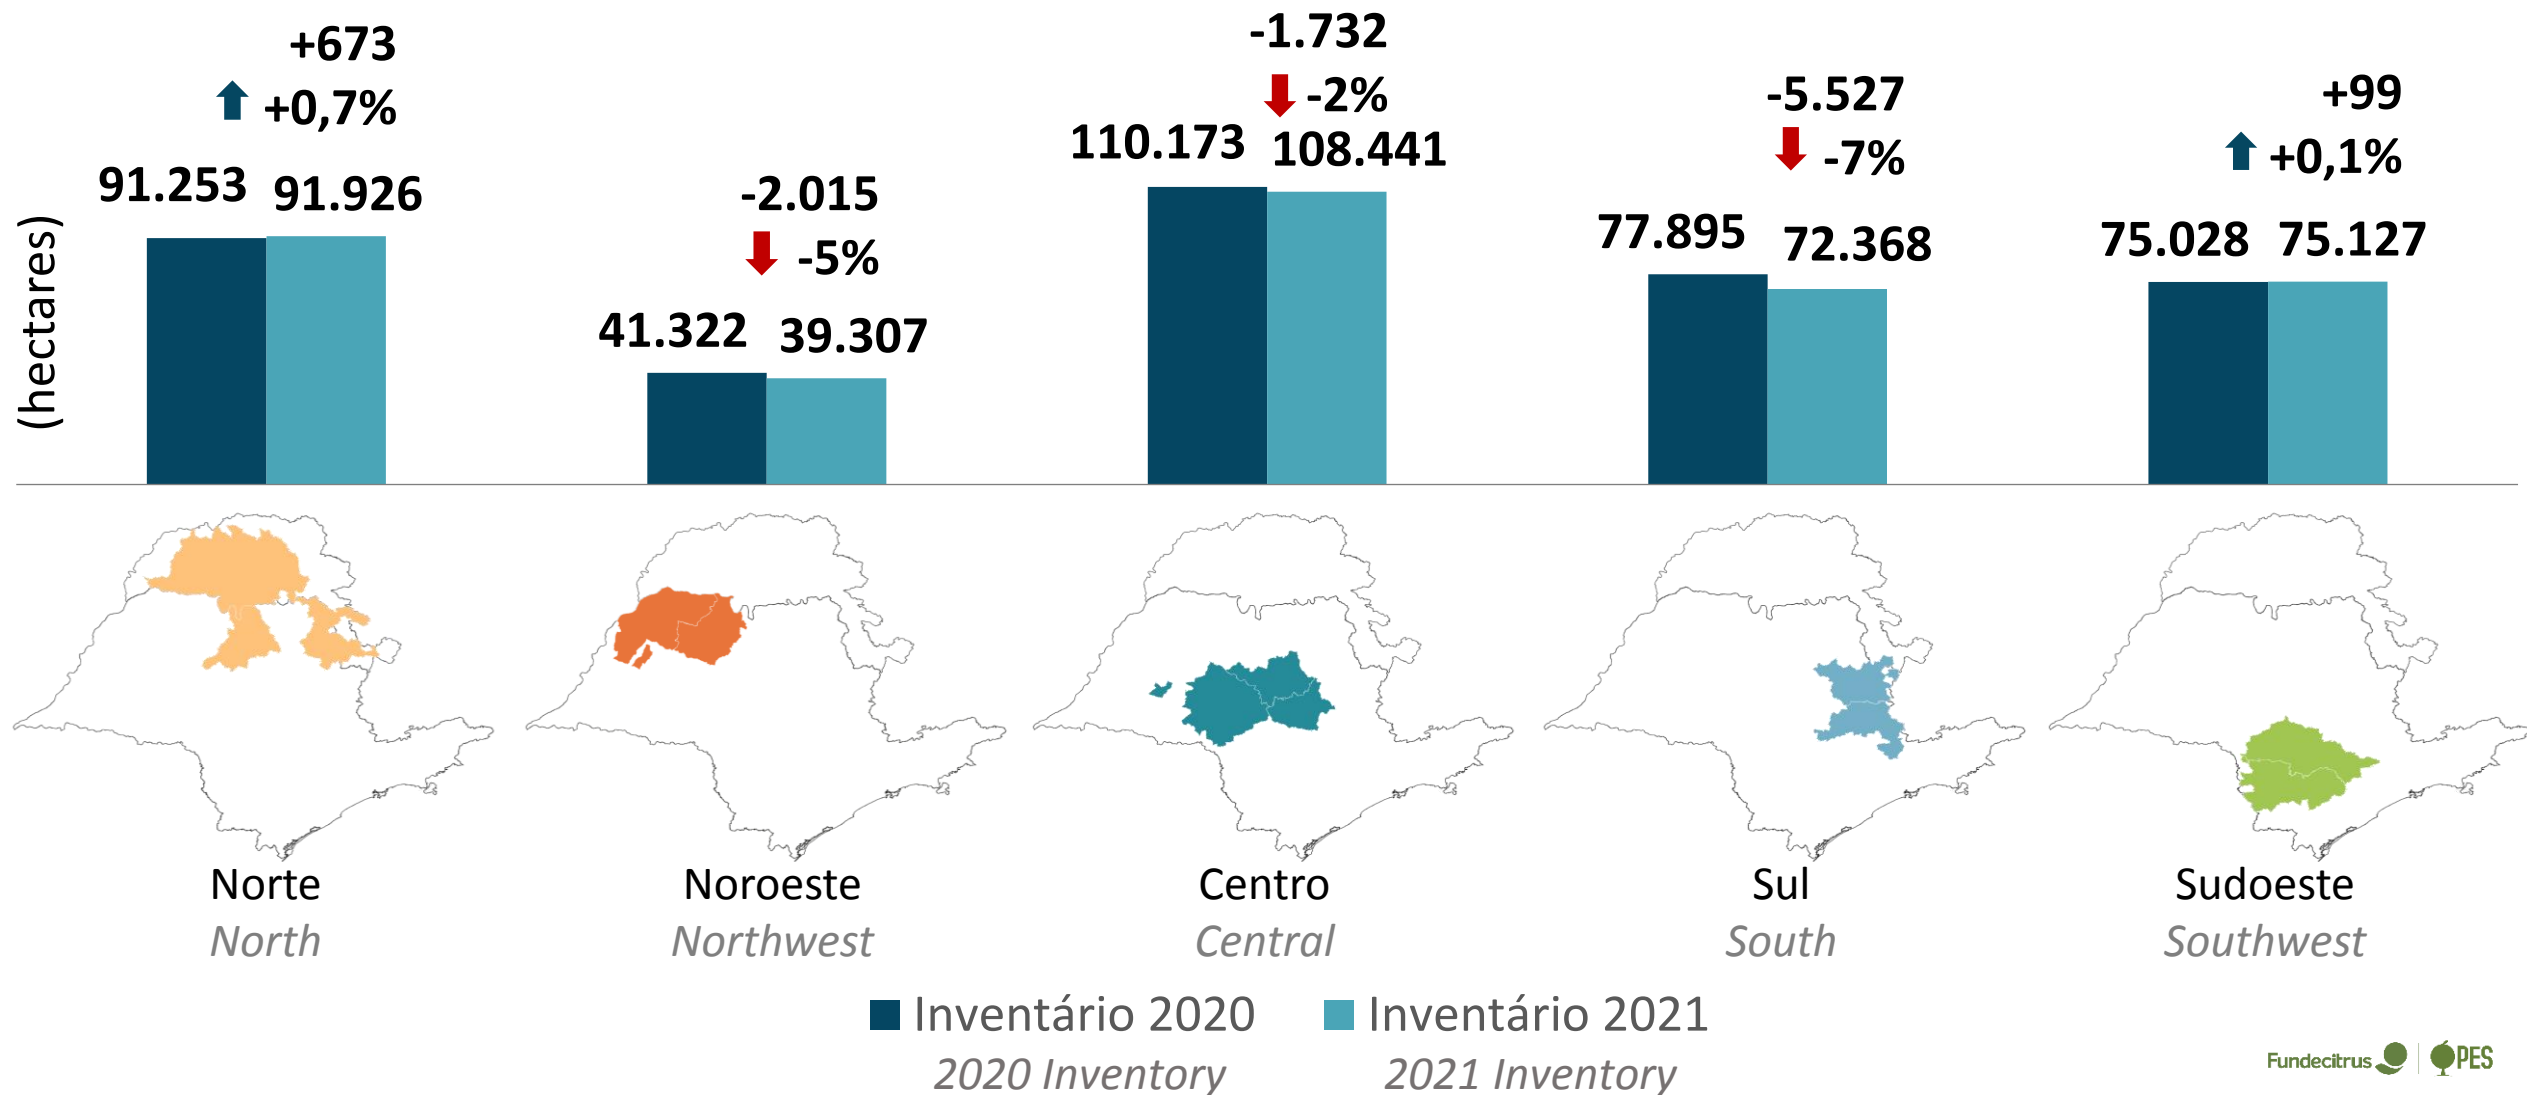 (hectares)
+673
+0,7%
91.253 91.926
-2.015
-5%
41.322 39.307
-1.732
-2%
110.173 108.441
-5.527
-7%
77.895 72.368
+99
+0,1%
75.028 75.127
Norte
North
Noroeste
Northwest
Centro
Central
Sul
South
Sudoeste
Southwest
Inventário 2020
2020 Inventory
Inventário 2021
2021 Inventory
Fundecitrus
PES